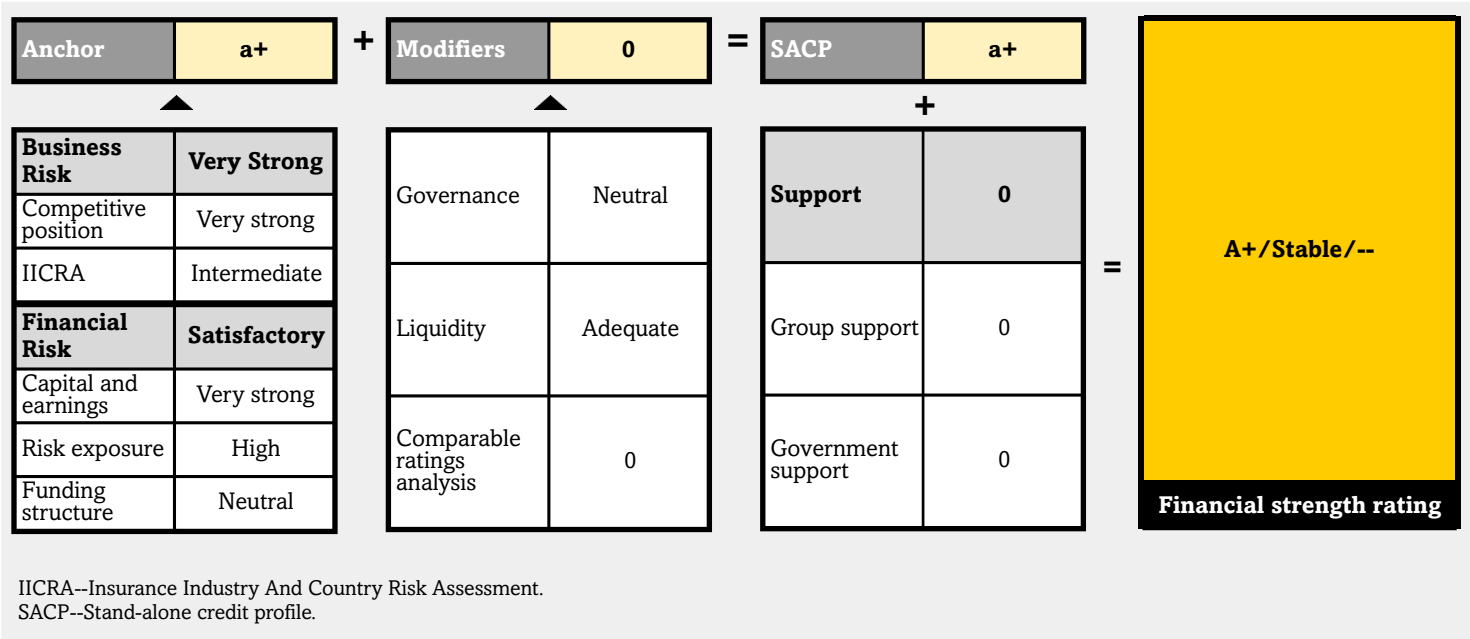 Anchor a+ + Modifiers 0 = SACP a+
+
Business
Risk
Very Strong
Competitive
position
Very strong
IICRA Intermediate
Financial
Risk
Satisfactory
Capital and
earnings
Very strong
Risk exposure High
Funding
structure
Neutral
Governance Neutral
Liquidity Adequate
Comparable
ratings
analysis
0
Support 0
Group support 0
Government
support
0
=
A+/Stable/--
Financial strength rating
IICRA--Insurance Industry And Country Risk Assessment.
SACP--Stand-alone credit profile.